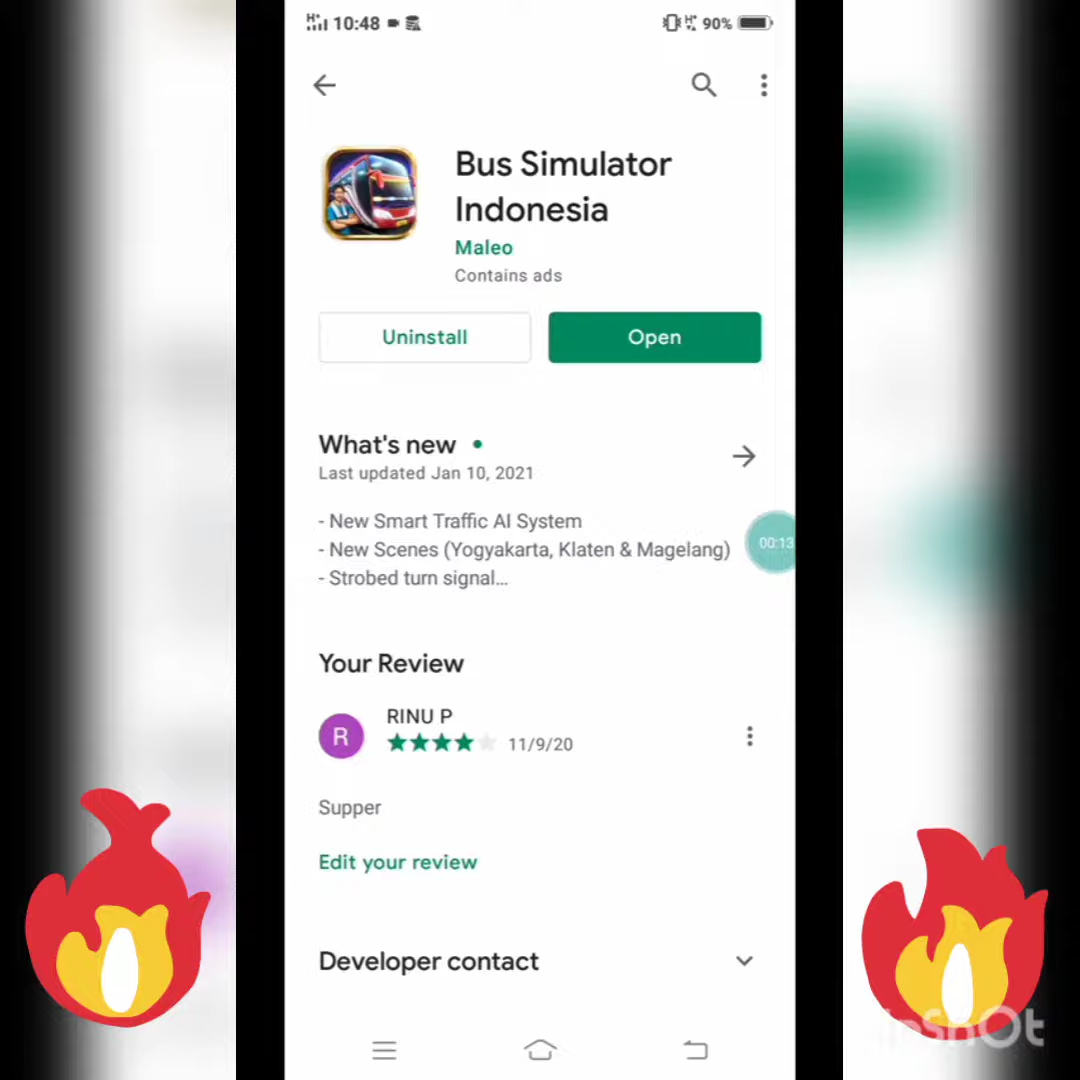 10:48
90%
Bus Simulator
Indonesia
Maleo
Contains ads
Uninstall
Open
What's new
Last updated Jan 10, 2021
- New Smart Traffic AI System
- New Scenes (Yogyakarta, Klaten & Magelang)
- Strobed turn signal...
00:13
Your Review
R
RINU P
11/9/20
Supper
Edit your review
Developer contact
InShOt